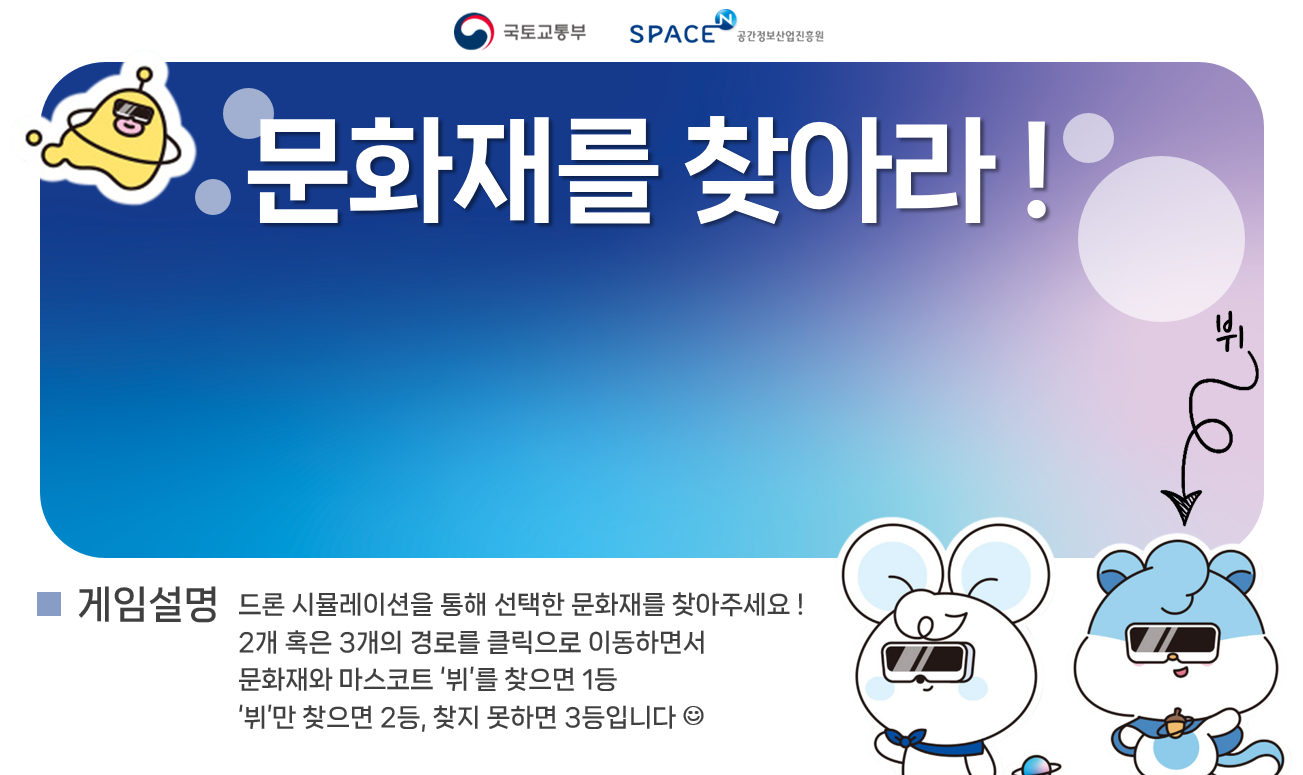 국토교통부
SPACE N 공간정보산업진흥원
문화재를 찾아라 !
뷔
게임설명
드론 시뮬레이션을 통해 선택한 문화재를 찾아주세요 !
2개 혹은 3개의 경로를 클릭으로 이동하면서
문화재와 마스코트 ‘뷔’를 찾으면 1등
‘뷔’만 찾으면 2등, 찾지 못하면 3등입니다 ☺